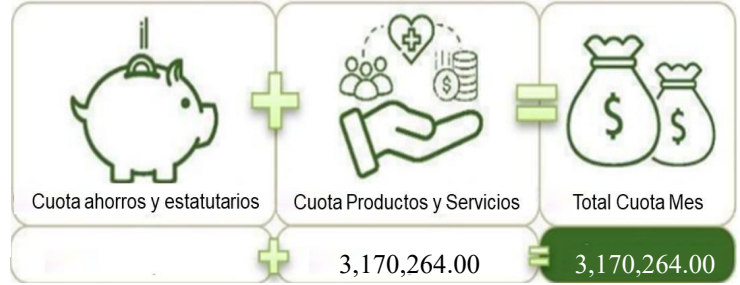 Cuota ahorros y estatutarios
Cuota Productos y Servicios
Total Cuota Mes
3,170,264.00
3,170,264.00